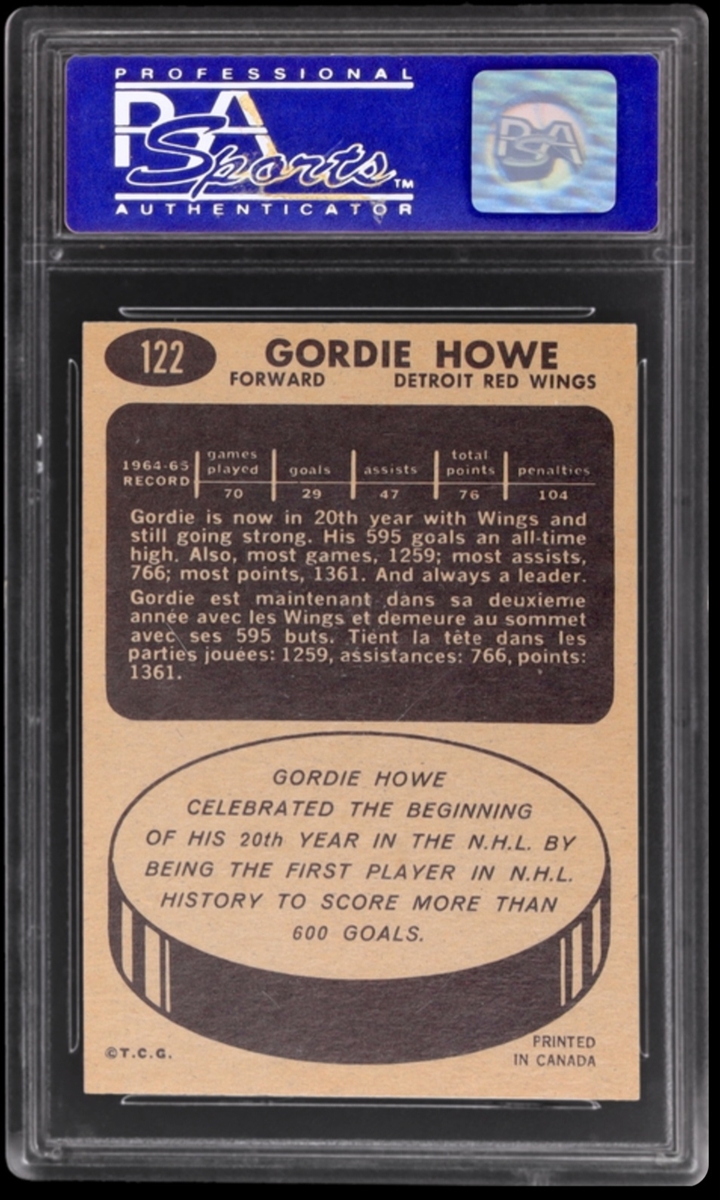 PROFESSIONAL
PSA
Sports™
AUTHENTICATOR
PSA
122
GORDIE HOWE
FORWARD DETROIT RED WINGS
1964-65 RECORD games played goals assists total points penalties
70 29 47 76 104
Gordie is now in 20th year with Wings and
still going strong. His 595 goals an all-time
high. Also, most games, 1259; most assists,
766; most points, 1361. And always a leader.
Gordie est maintenant dans sa deuxieme
année avec les Wings et demeure au sommet
avec ses 595 buts. Tient la tête dans les
parties jouées: 1259, assistances: 766, points:
1361.
GORDIE HOWE
CELEBRATED THE BEGINNING
OF HIS 20th YEAR IN THE N.H.L. BY
BEING THE FIRST PLAYER IN N.H.L.
HISTORY TO SCORE MORE THAN
600 GOALS.
©T.C.G.
PRINTED
IN CANADA